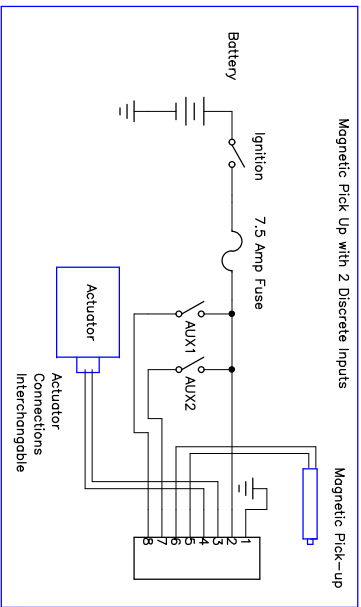 Magnetic Pick Up with 2 Discrete Inputs
Battery
Ignition
7.5 Amp Fuse
Magnetic Pick-up
AUX1
AUX2
Actuator
Actuator
Connections
Interchangable
1
2
3
4
5
6
7
8